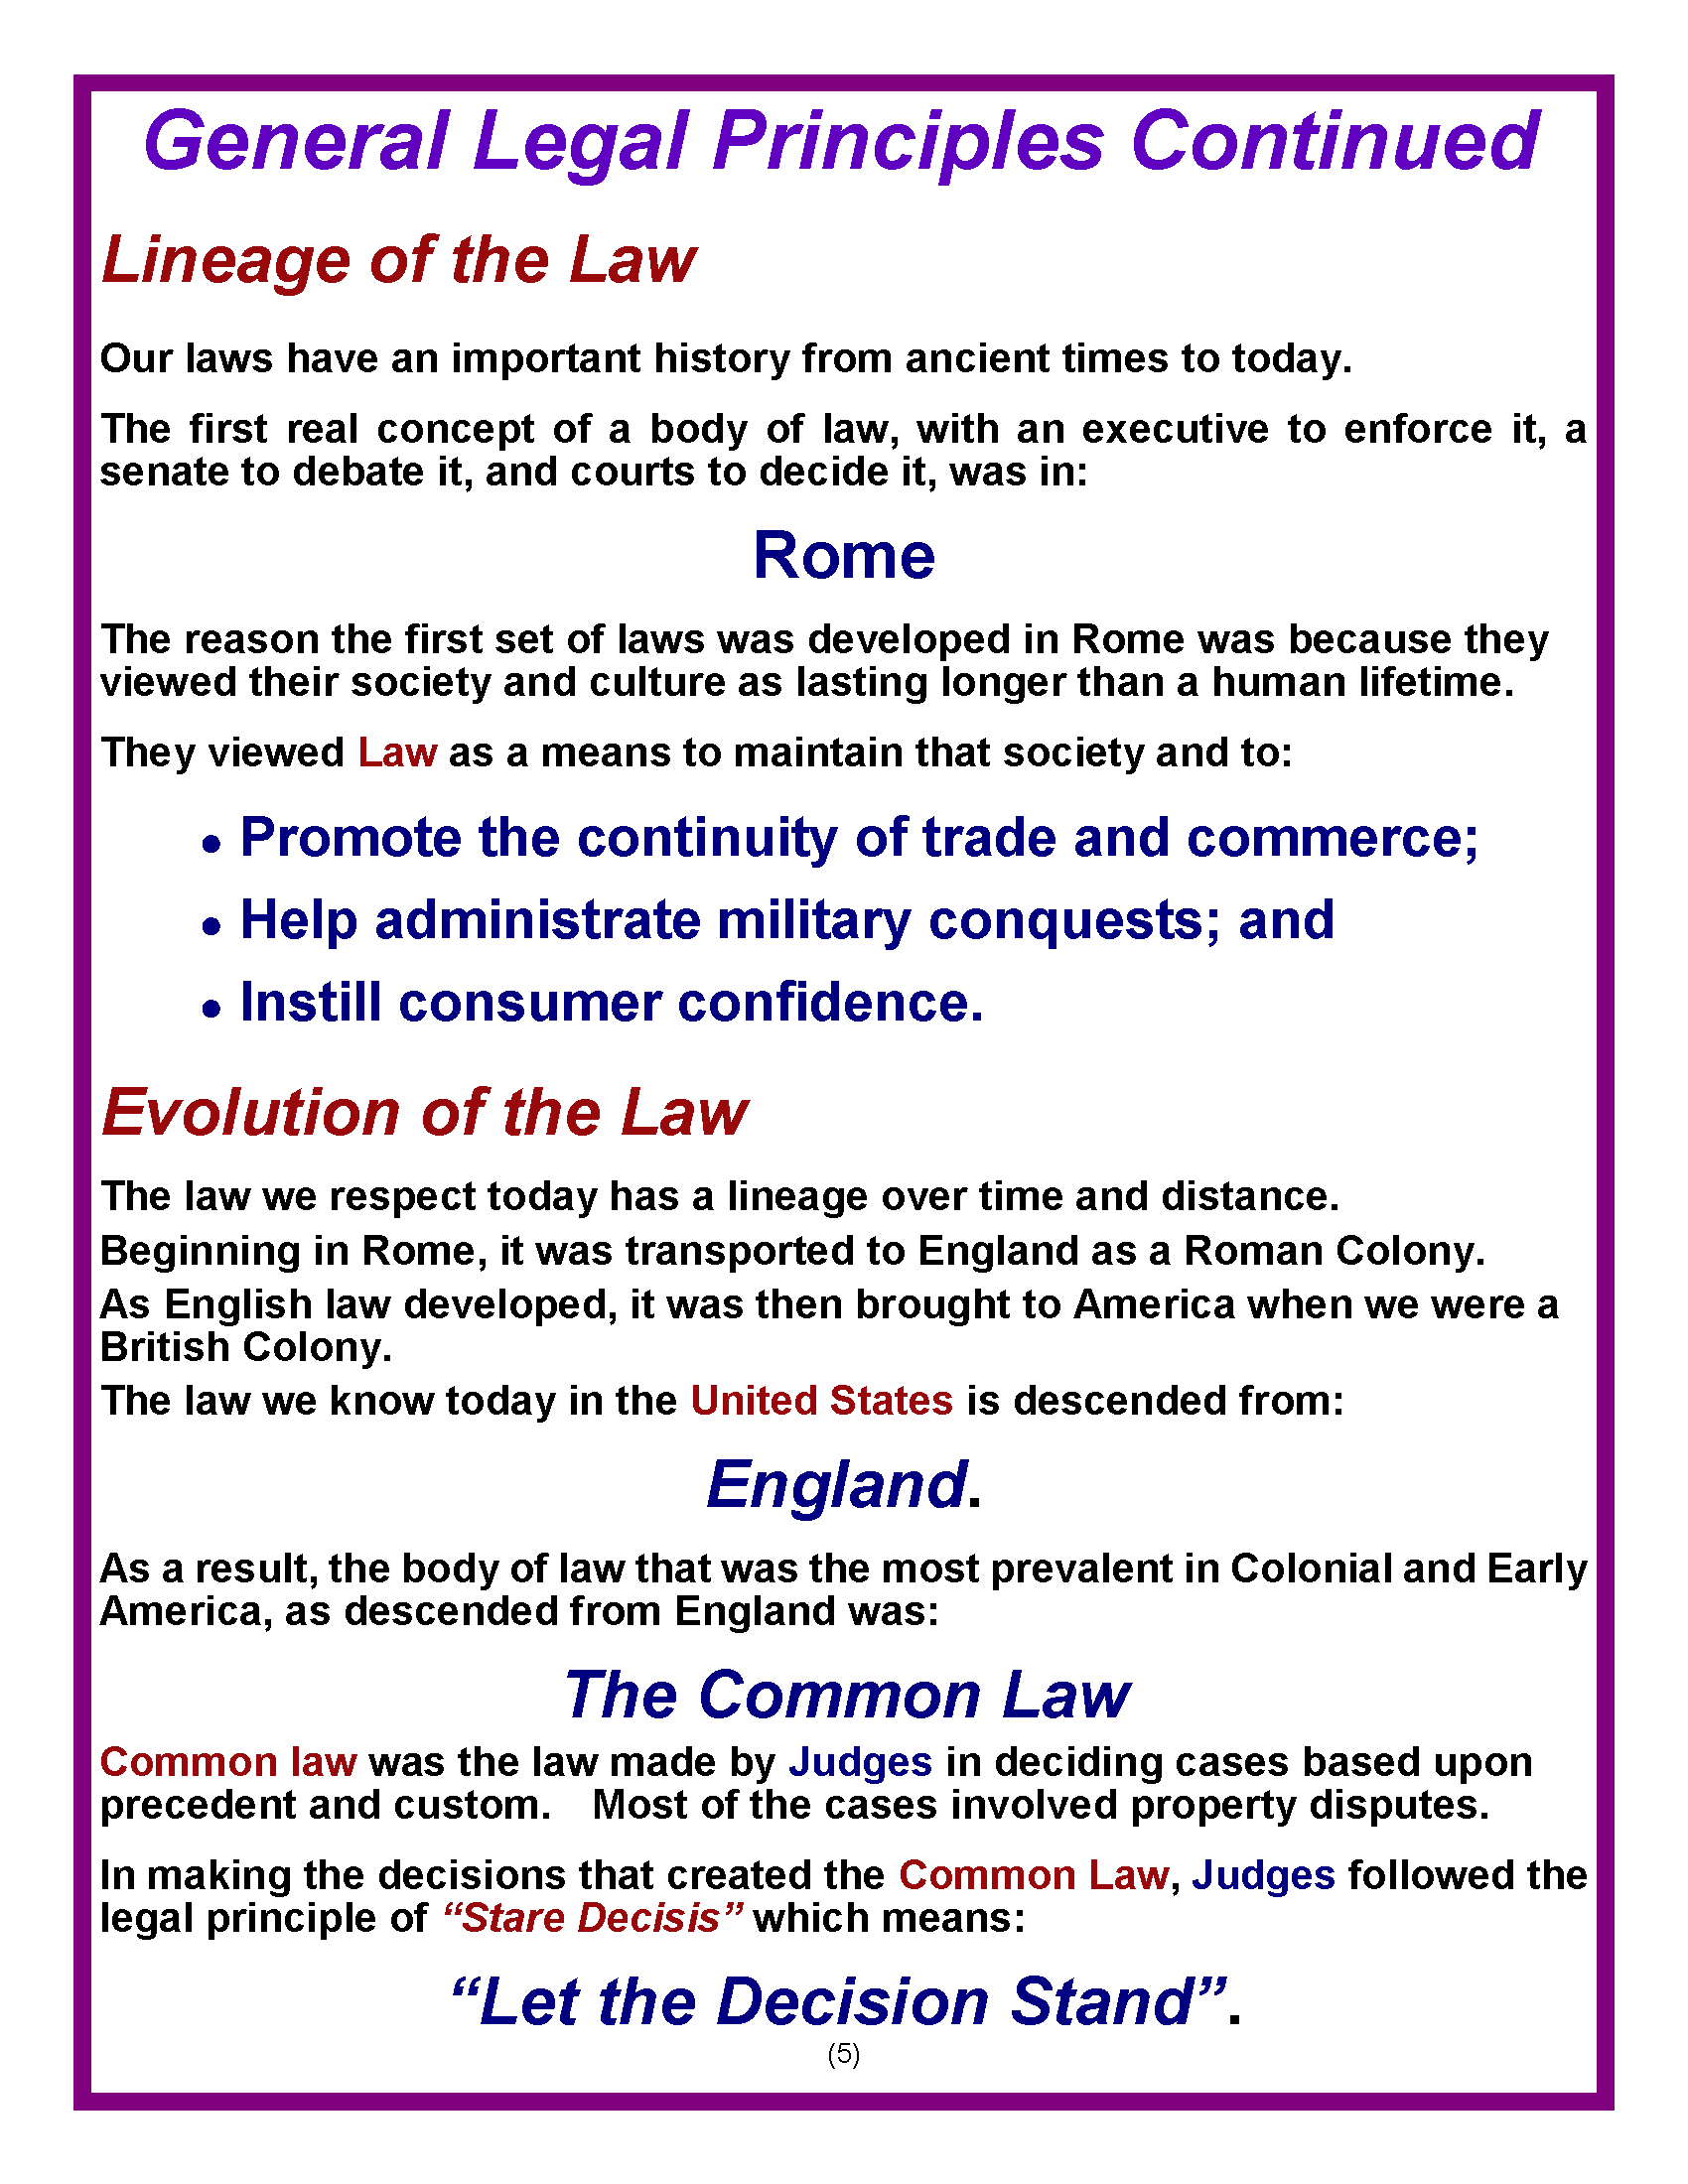 General Legal Principles Continued
Lineage of the Law
Our laws have an important history from ancient times to today.
The first real concept of a body of law, with an executive to enforce it, a
senate to debate it, and courts to decide it, was in:
Rome
The reason the first set of laws was developed in Rome was because they
viewed their society and culture as lasting longer than a human lifetime.
They viewed Law as a means to maintain that society and to:
• Promote the continuity of trade and commerce;
• Help administrate military conquests; and
• Instill consumer confidence.
Evolution of the Law
The law we respect today has a lineage over time and distance.
Beginning in Rome, it was transported to England as a Roman Colony.
As English law developed, it was then brought to America when we were a
British Colony.
The law we know today in the United States is descended from:
England.
As a result, the body of law that was the most prevalent in Colonial and Early
America, as descended from England was:
The Common Law
Common law was the law made by Judges in deciding cases based upon
precedent and custom.   Most of the cases involved property disputes.
In making the decisions that created the Common Law, Judges followed the
legal principle of “Stare Decisis” which means:
“Let the Decision Stand”.
(5)